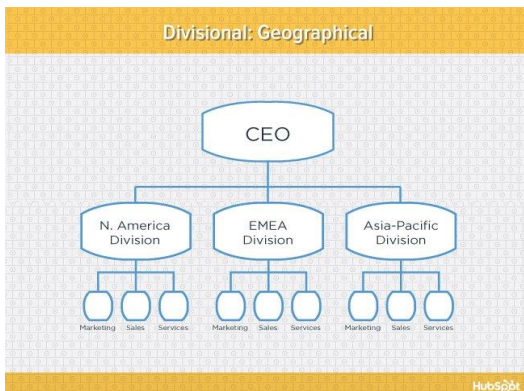 Divisional: Geographical
CEO
N. America
Division
EMEA
Division
Asia-Pacific
Division
Marketing Sales Services
Marketing Sales Services
Marketing Sales Services
HubSpot